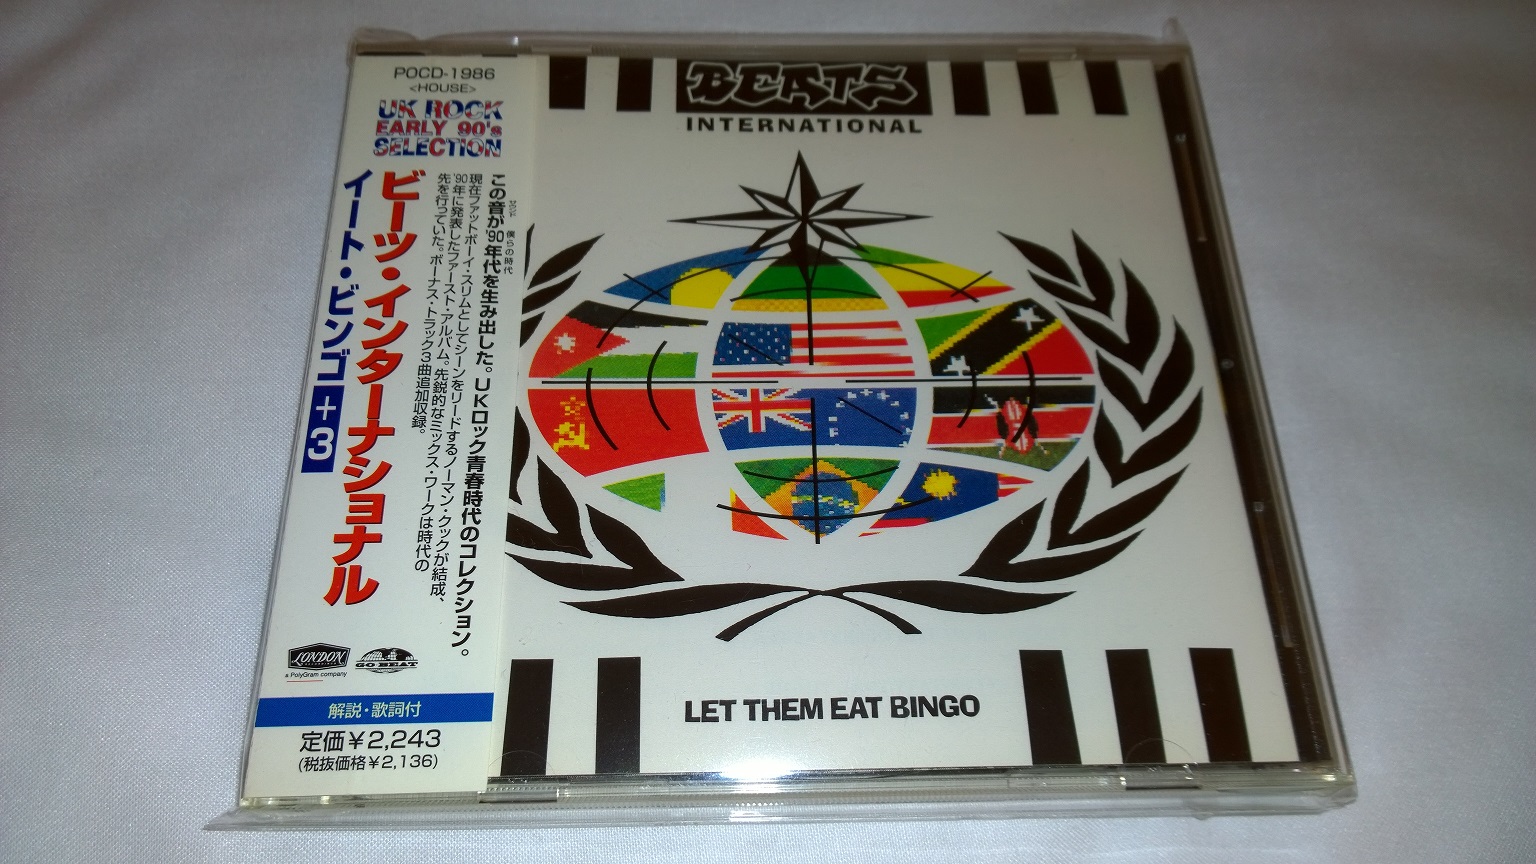 POCD-1986
<HOUSE>
UK ROCK
EARLY 90's
SELECTION
この音が'90年代を生み出した。UKロック青春時代のコレクション。
サウンド
僕らの時代
現在ファットボーイ・スリムとしてシーンをリードするノーマン・クックが結成、
'90年に発表したファースト・アルバム。先鋭的なミックス・ワークは時代の
先を行っていた。ボーナス・トラック3曲追加収録。
ビーツ・インターナショナル
イート・ビンゴ+3
LONDON
a PolyGram company
GO BEAT
解説・歌詞付
定価¥2,243
(税抜価格¥2,136)
BEATS
INTERNATIONAL
LET THEM EAT BINGO